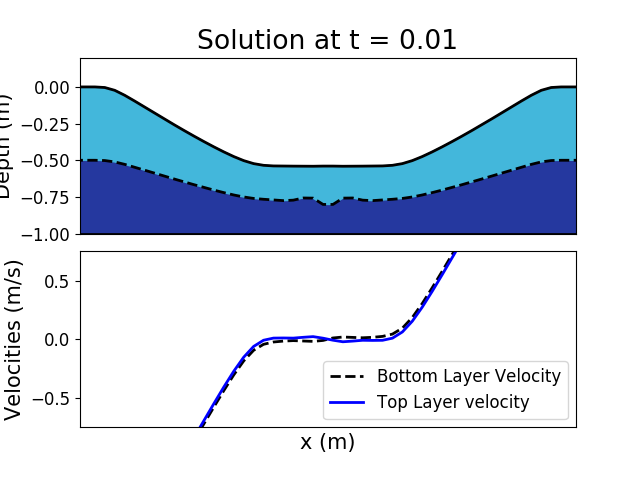 Solution at t = 0.01
Depth (m)
0.00
−0.25
−0.50
−0.75
−1.00
Velocities (m/s)
0.5
0.0
−0.5
Bottom Layer Velocity
Top Layer velocity
x (m)